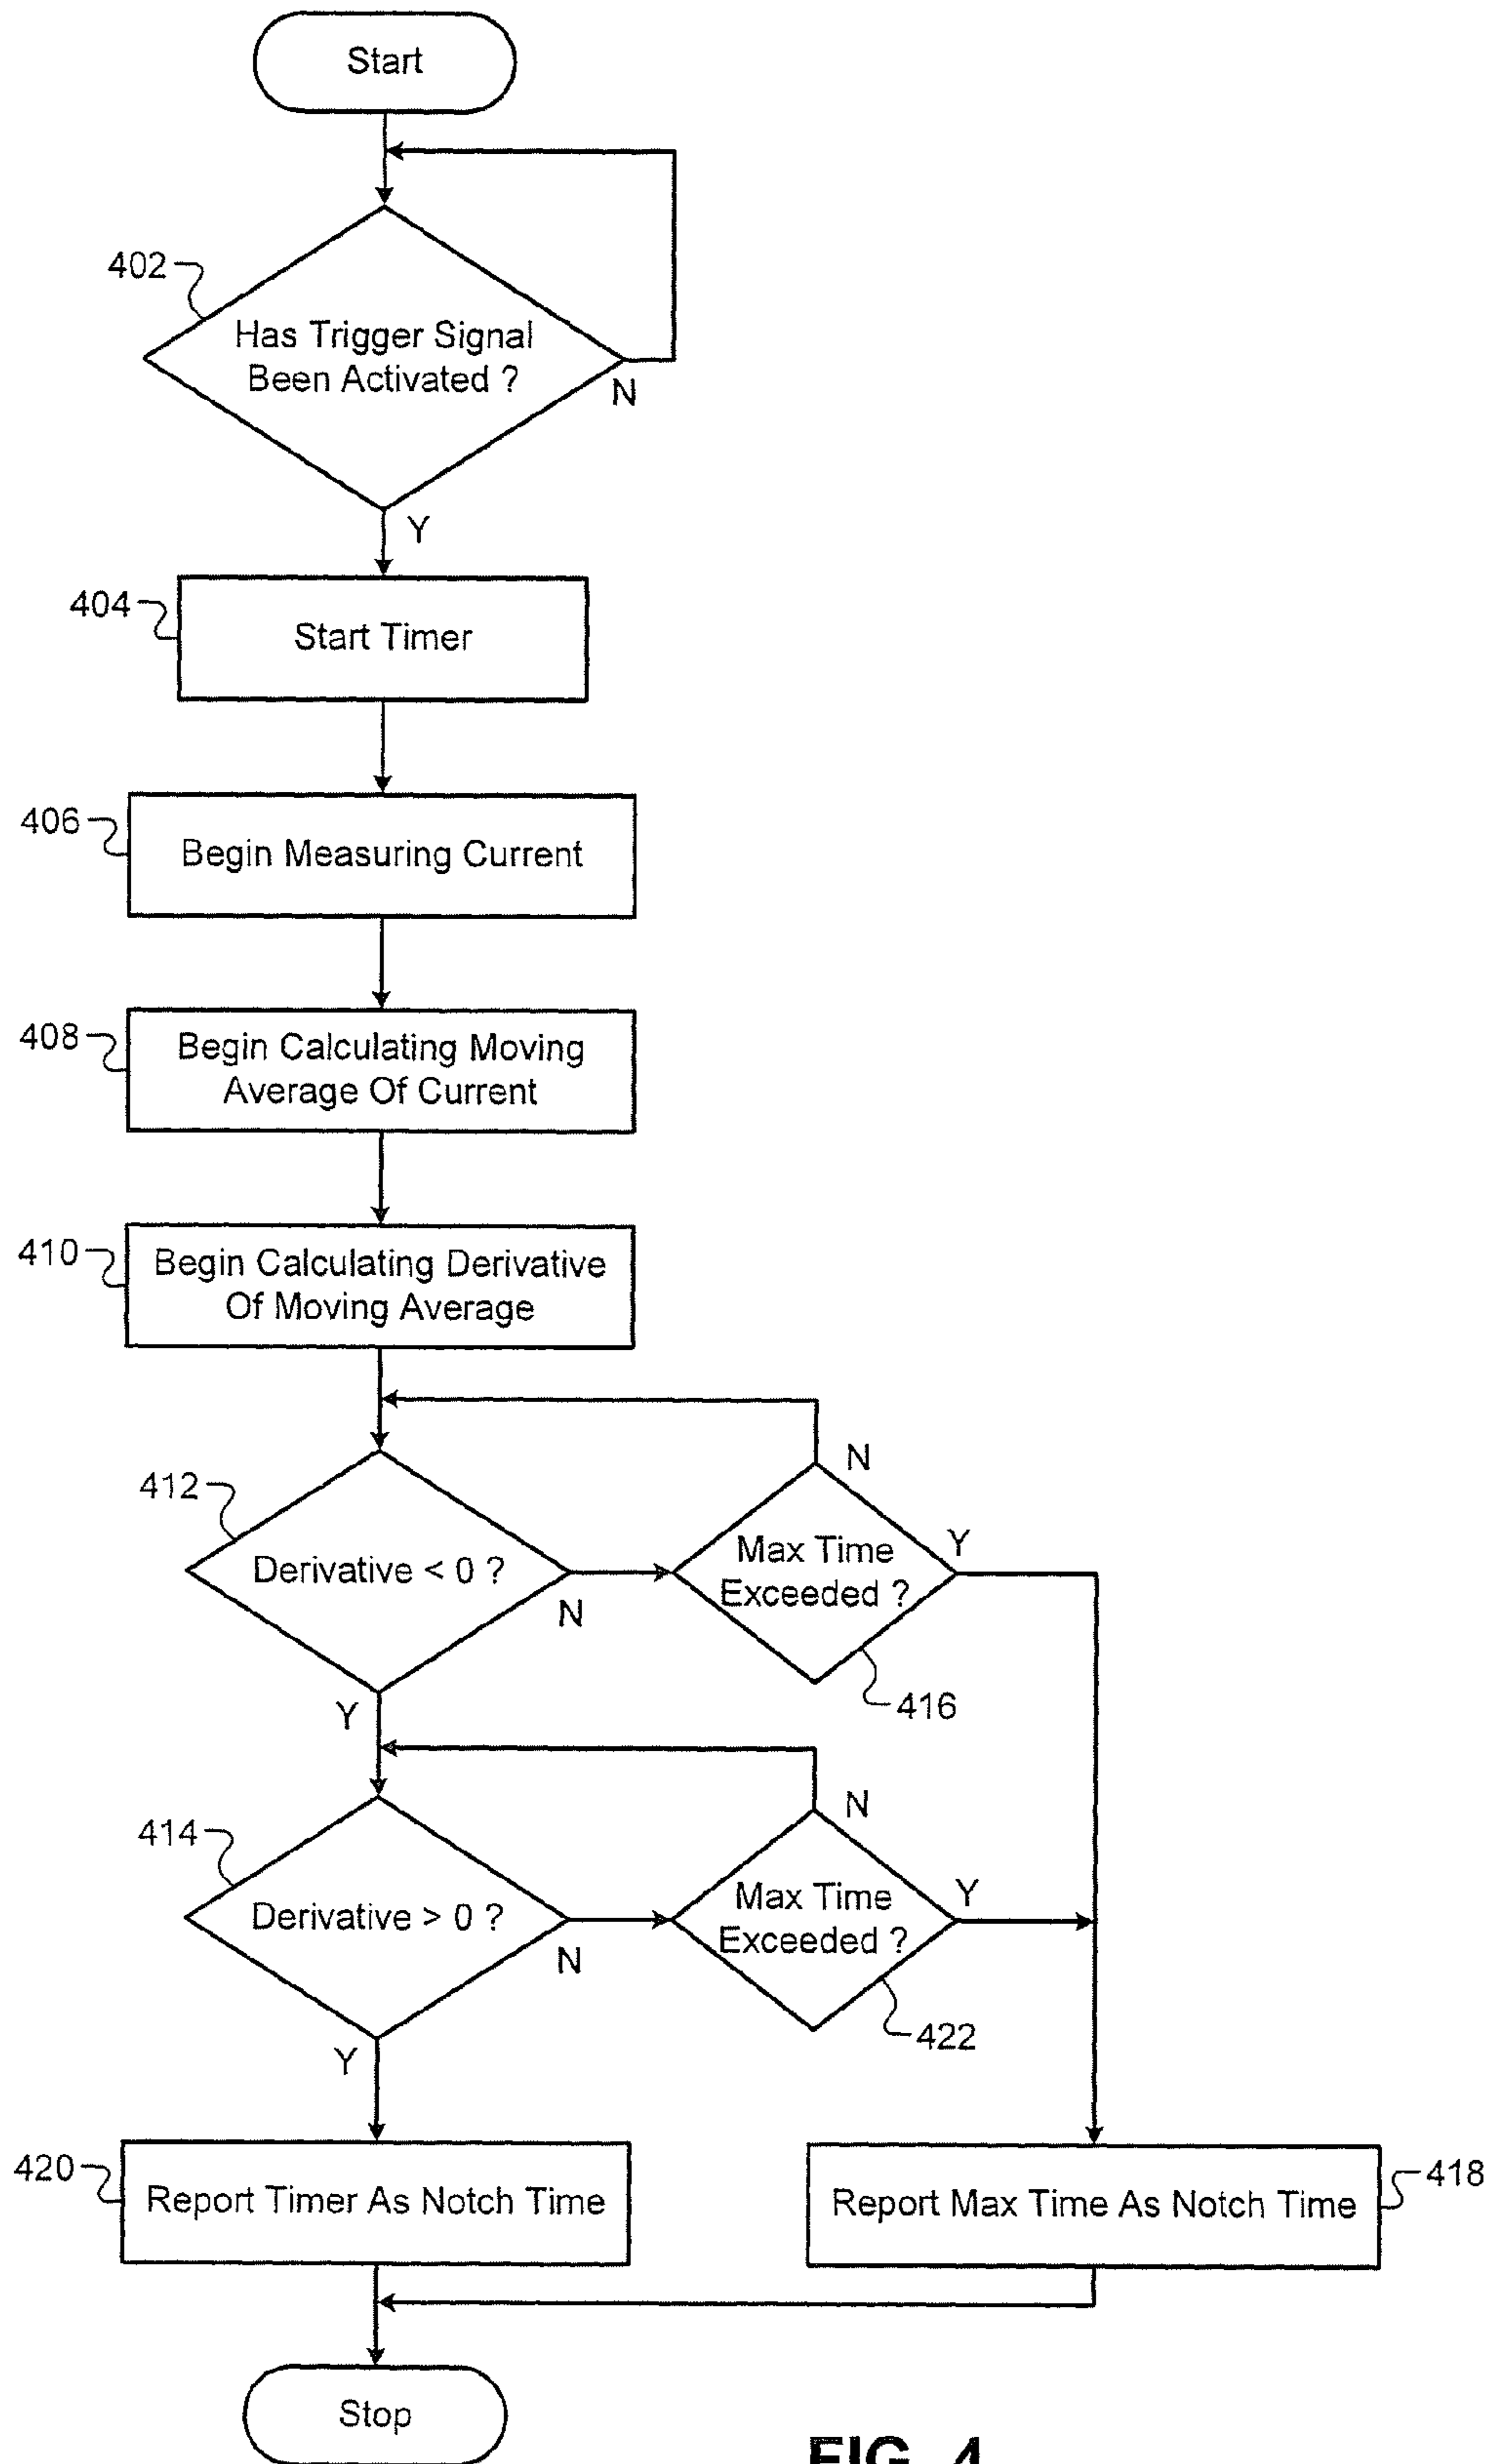 Start
402
Has Trigger Signal
Been Activated ?
N
Y
404
Start Timer
406
Begin Measuring Current
408
Begin Calculating Moving
Average Of Current
410
Begin Calculating Derivative
Of Moving Average
412
Derivative < 0 ?
N
Y
Max Time
Exceeded ?
N
Y
416
414
Derivative > 0 ?
N
Y
Max Time
Exceeded ?
N
Y
422
420
Report Timer As Notch Time
Report Max Time As Notch Time
418
Stop
FIG. 4